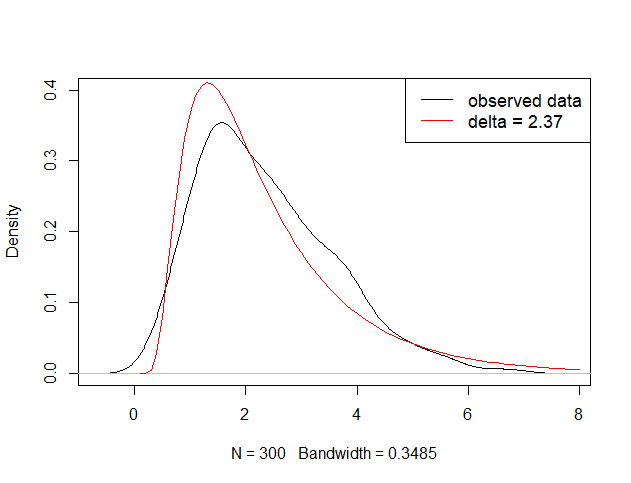 observed data
delta = 2.37
Density
0.0
0.1
0.2
0.3
0.4
0 2 4 6 8
N = 300 Bandwidth = 0.3485